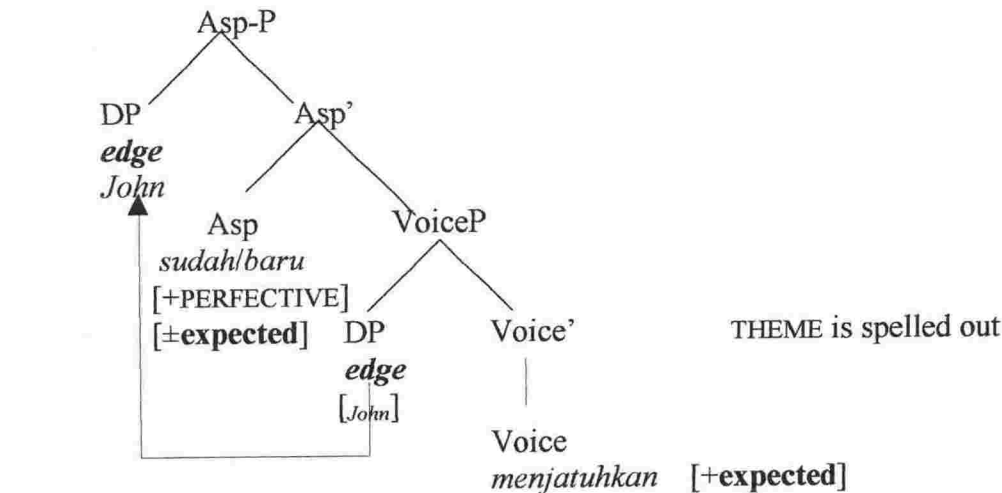 Asp-P
DP Asp’
edge
John
Asp VoiceP
sudah/baru
[+PERFECTIVE]
[±expected] DP Voice’ THEME is spelled out
edge
[John]
Voice
menjatuhkan [+expected]